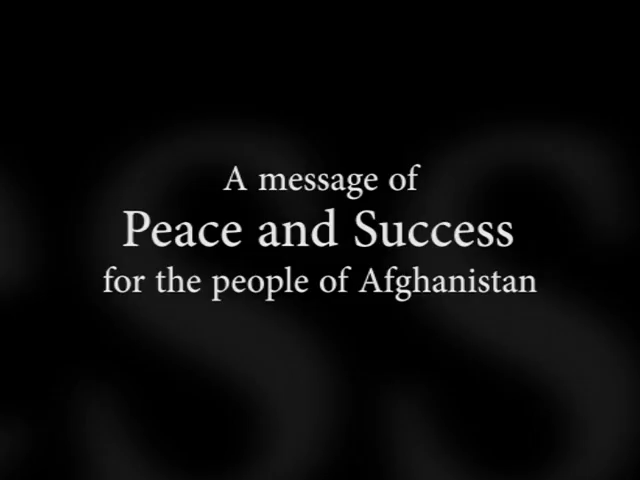 A message of
Peace and Success
for the people of Afghanistan